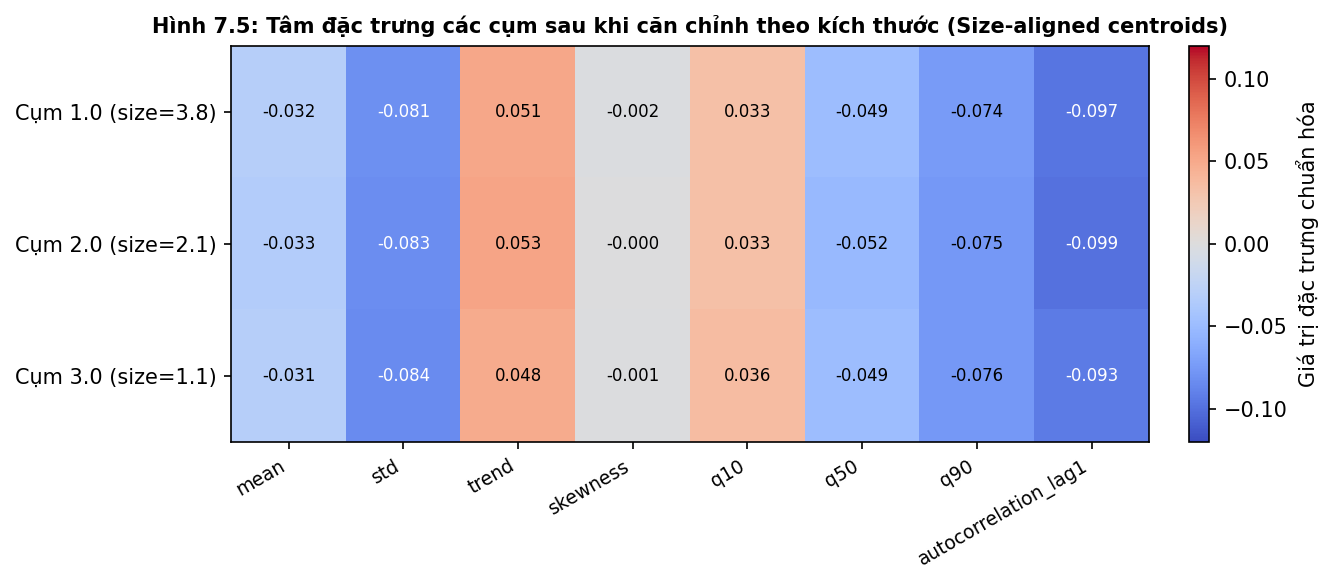 Hình 7.5: Tâm đặc trưng các cụm sau khi căn chỉnh theo kích thước (Size-aligned centroids)
Cụm 1.0 (size=3.8)
-0.032 -0.081 0.051 -0.002 0.033 -0.049 -0.074 -0.097
Cụm 2.0 (size=2.1)
-0.033 -0.083 0.053 -0.000 0.033 -0.052 -0.075 -0.099
Cụm 3.0 (size=1.1)
-0.031 -0.084 0.048 -0.001 0.036 -0.049 -0.076 -0.093
mean
std
trend
skewness
q10
q50
q90
autocorrelation_lag1
0.10
0.05
0.00
−0.05
−0.10
Giá trị đặc trưng chuẩn hóa